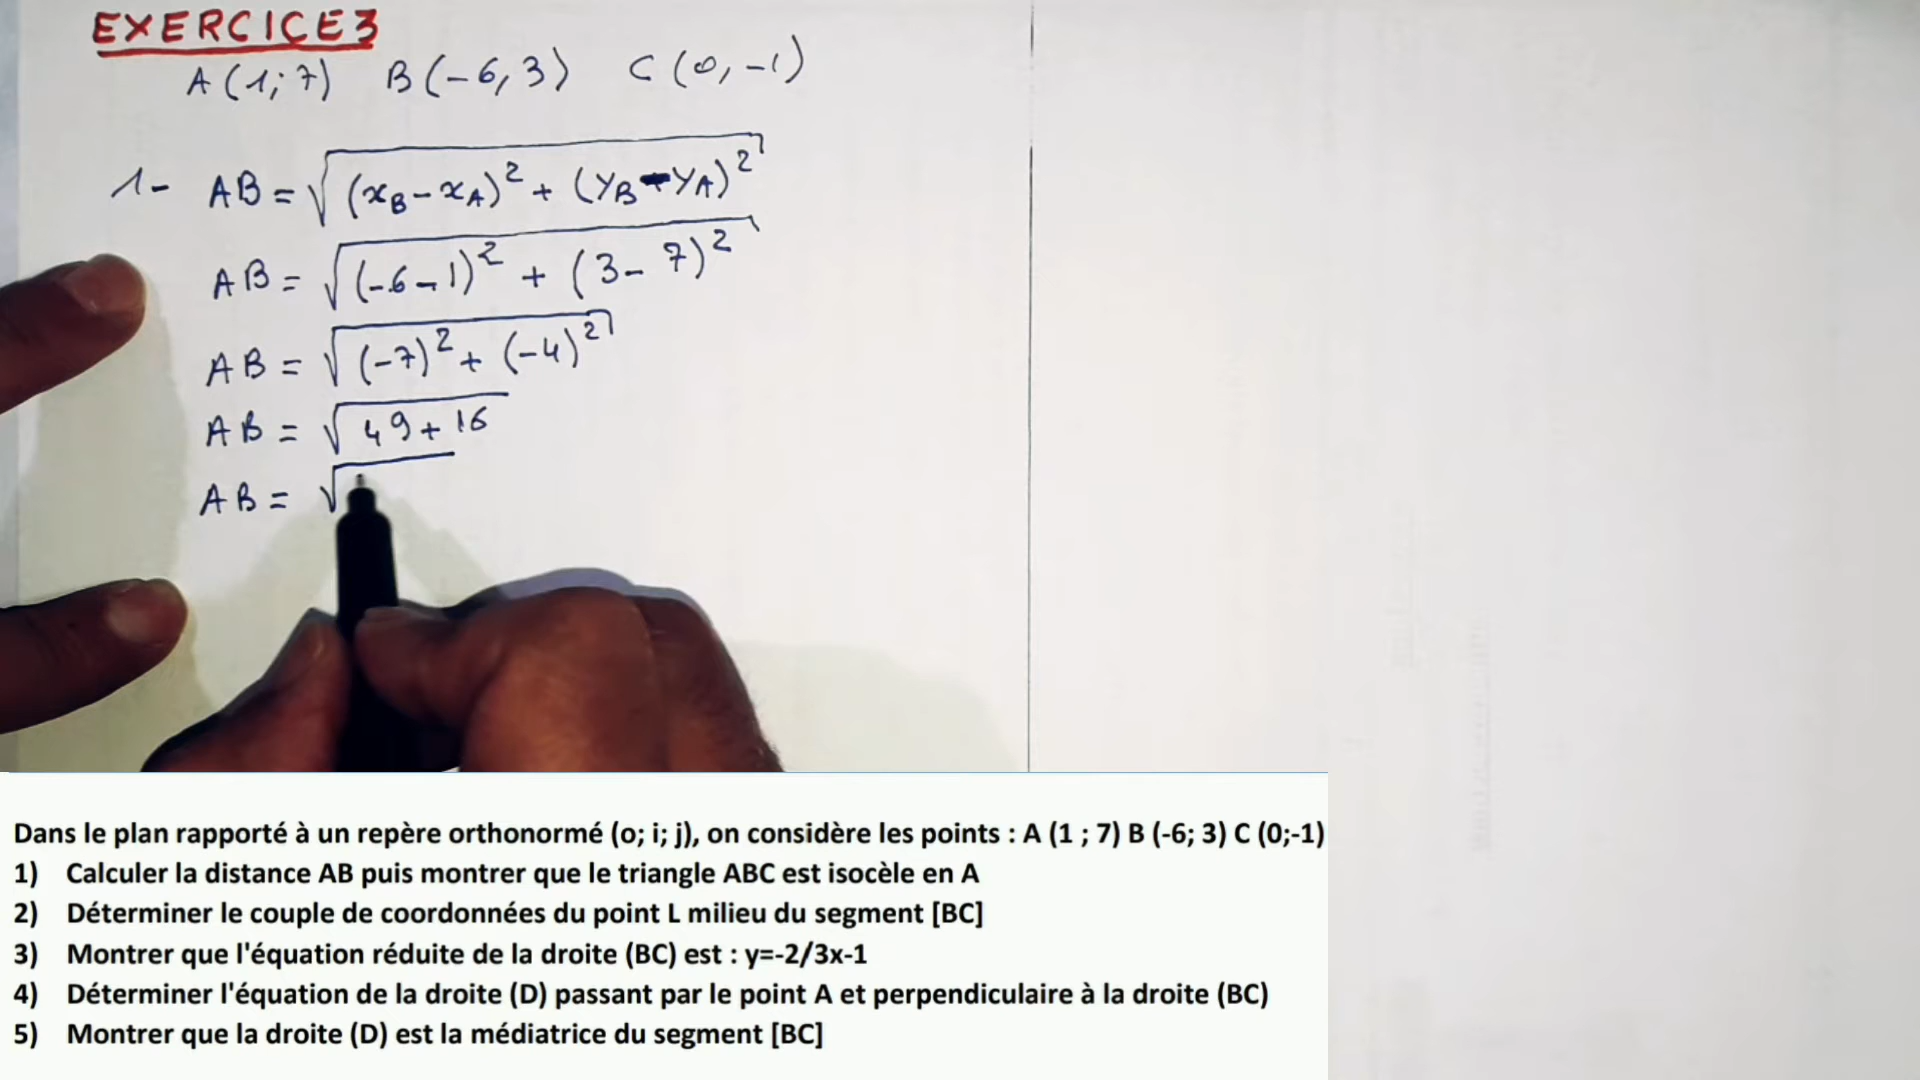 EXERCICE 3
A(1;7) B(-6,3) C(0,-1)
1- AB = √(xB-xA)² + (yB-yA)²
AB = √(-6-1)² + (3-7)²
AB = √(-7)² + (-4)²
AB = √49+16
AB = √
Dans le plan rapporté à un repère orthonormé (o; i; j), on considère les points : A (1 ; 7) B (-6; 3) C (0;-1)
1) Calculer la distance AB puis montrer que le triangle ABC est isocèle en A
2) Déterminer le couple de coordonnées du point L milieu du segment [BC]
3) Montrer que l'équation réduite de la droite (BC) est : y=-2/3x-1
4) Déterminer l'équation de la droite (D) passant par le point A et perpendiculaire à la droite (BC)
5) Montrer que la droite (D) est la médiatrice du segment [BC]